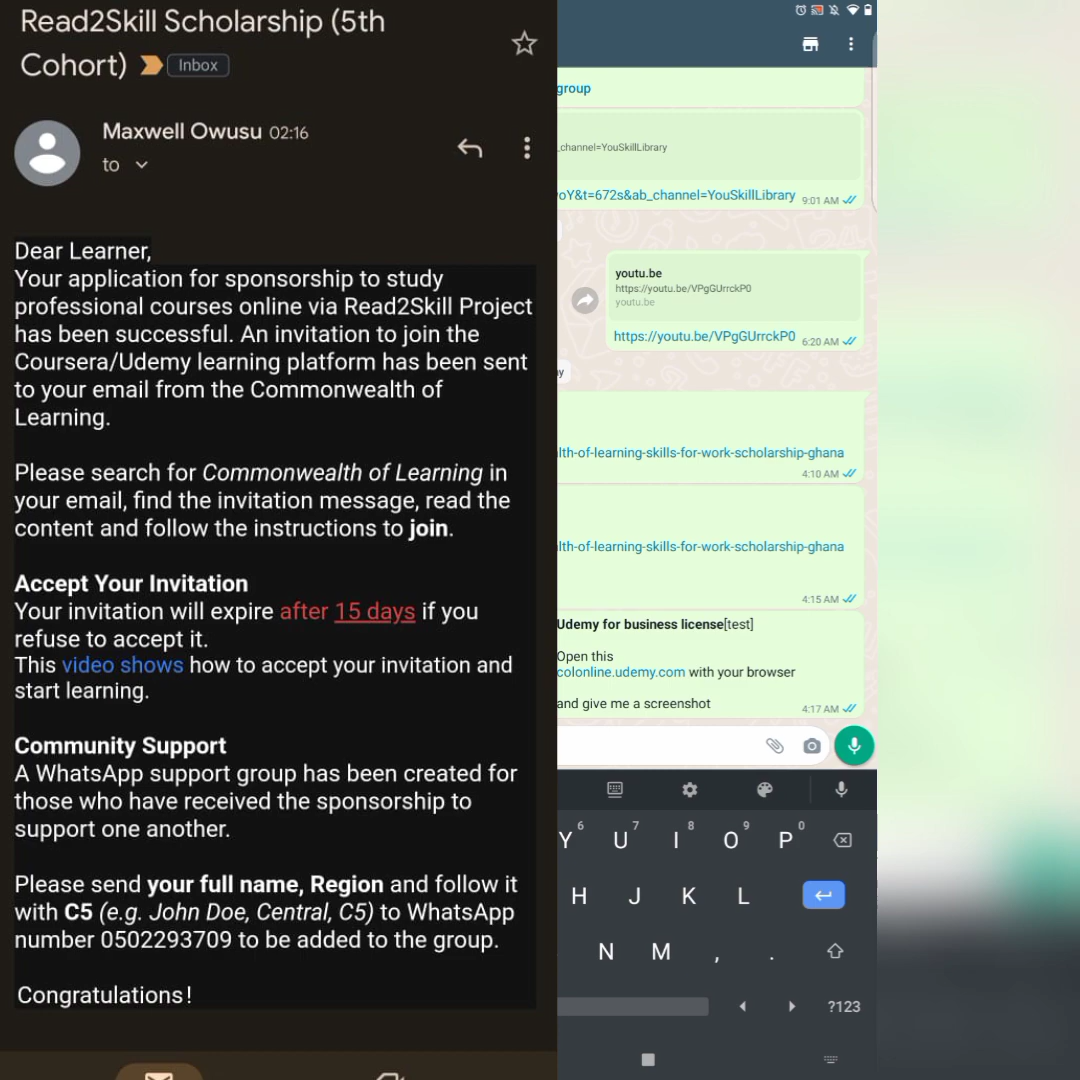 Read2Skill Scholarship (5th
Cohort) Inbox
Maxwell Owusu 02:16
to
Dear Learner,
Your application for sponsorship to study
professional courses online via Read2Skill Project
has been successful. An invitation to join the
Coursera/Udemy learning platform has been sent
to your email from the Commonwealth of
Learning.
Please search for Commonwealth of Learning in
your email, find the invitation message, read the
content and follow the instructions to join.
Accept Your Invitation
Your invitation will expire after 15 days if you
refuse to accept it.
This video shows how to accept your invitation and
start learning.
Community Support
A WhatsApp support group has been created for
those who have received the sponsorship to
support one another.
Please send your full name, Region and follow it
with C5 (e.g. John Doe, Central, C5) to WhatsApp
number 0502293709 to be added to the group.
Congratulations!
group
_channel=YouSkillLibrary
oY&t=672s&ab_channel=YouSkillLibrary 9:01 AM
youtu.be
https://youtu.be/VPgGUrrckP0
youtu.be
https://youtu.be/VPgGUrrckP0 6:20 AM
ay
lth-of-learning-skills-for-work-scholarship-ghana
4:10 AM
lth-of-learning-skills-for-work-scholarship-ghana
4:15 AM
Udemy for business license[test]
Open this
colonline.udemy.com with your browser
and give me a screenshot 4:17 AM
Y 6 U 7 I 8 O 9 P 0
H J K L
N M , .
?123